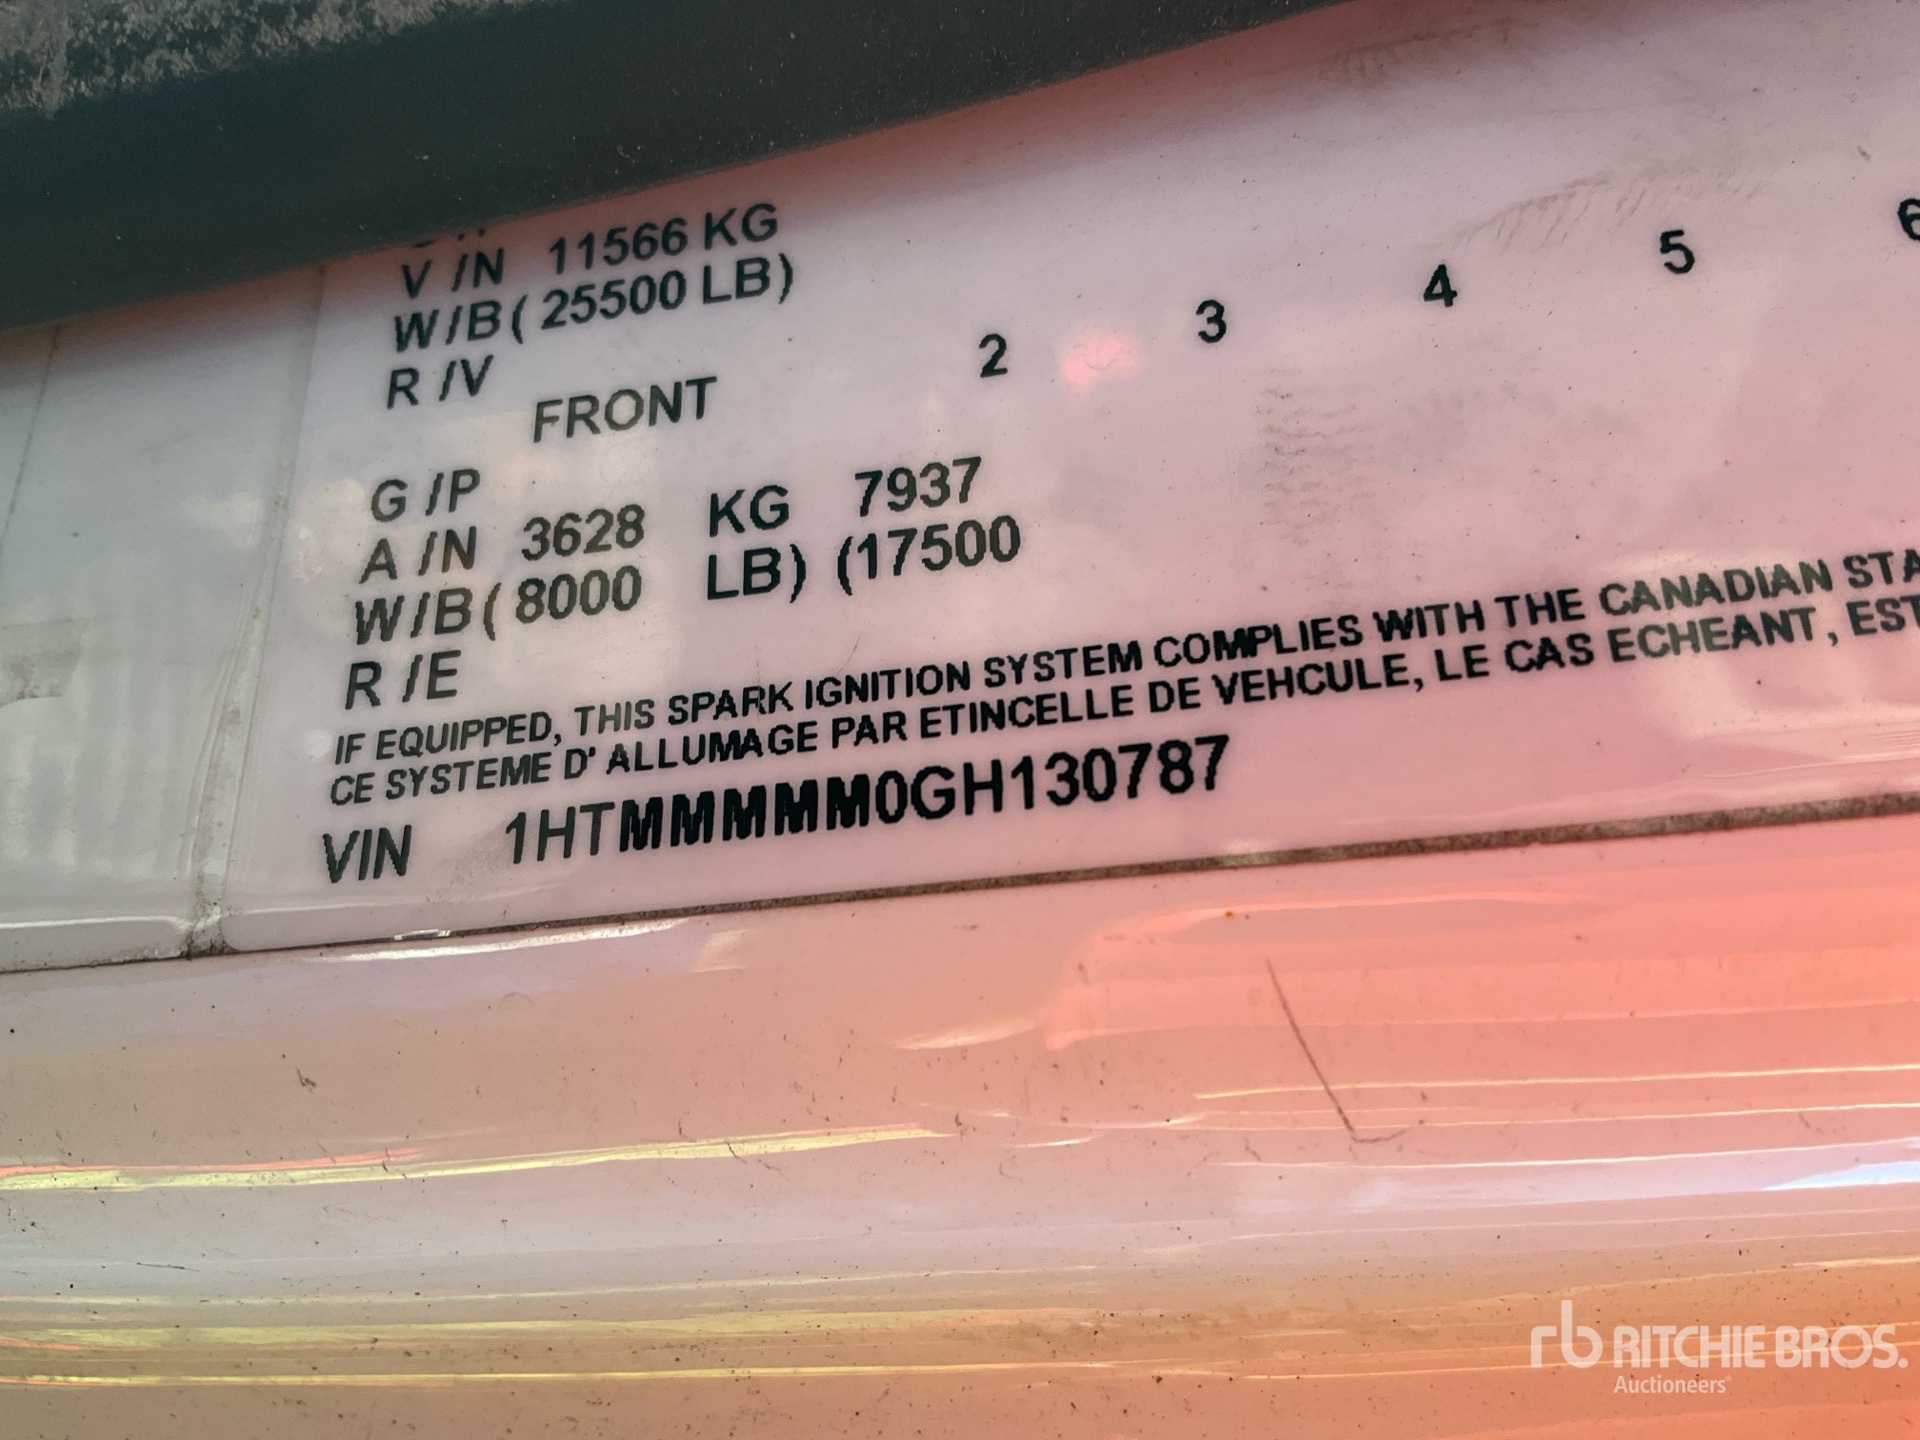 V/N 11566 KG
W/B( 25500 LB)
R/V
FRONT 2 3 4 5 6
G/P
A/N 3628 KG 7937
W/B( 8000 LB) (17500
R/E
IF EQUIPPED, THIS SPARK IGNITION SYSTEM COMPLIES WITH THE CANADIAN STA
CE SYSTEME D' ALLUMAGE PAR ETINCELLE DE VEHCULE, LE CAS ECHEANT, EST
VIN 1HTMMMMM0GH130787
rb RITCHIE BROS.
Auctioneers